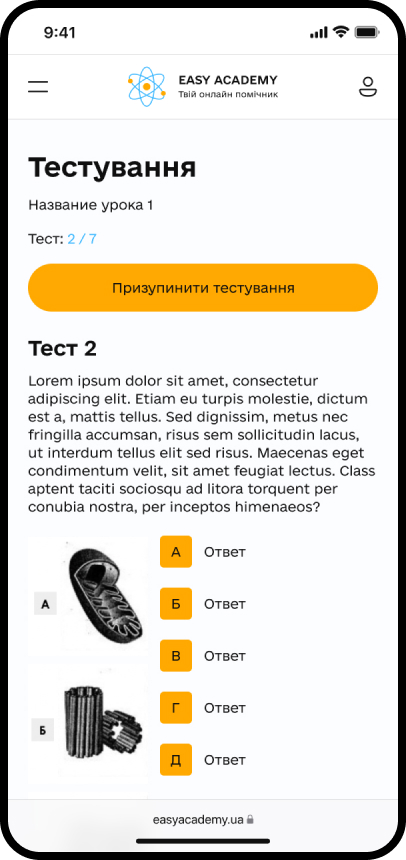 9:41
EASY ACADEMY
Твій онлайн помічник
Тестування
Название урока 1
Тест: 2 / 7
Призупинити тестування
Тест 2
Lorem ipsum dolor sit amet, consectetur
adipiscing elit. Etiam eu turpis molestie, dictum
est a, mattis tellus. Sed dignissim, metus nec
fringilla accumsan, risus sem sollicitudin lacus,
ut interdum tellus elit sed risus. Maecenas eget
condimentum velit, sit amet feugiat lectus. Class
aptent taciti sociosqu ad litora torquent per
conubia nostra, per inceptos himenaeos?
А
Б
А Ответ
Б Ответ
В Ответ
Г Ответ
Д Ответ
easyacademy.ua